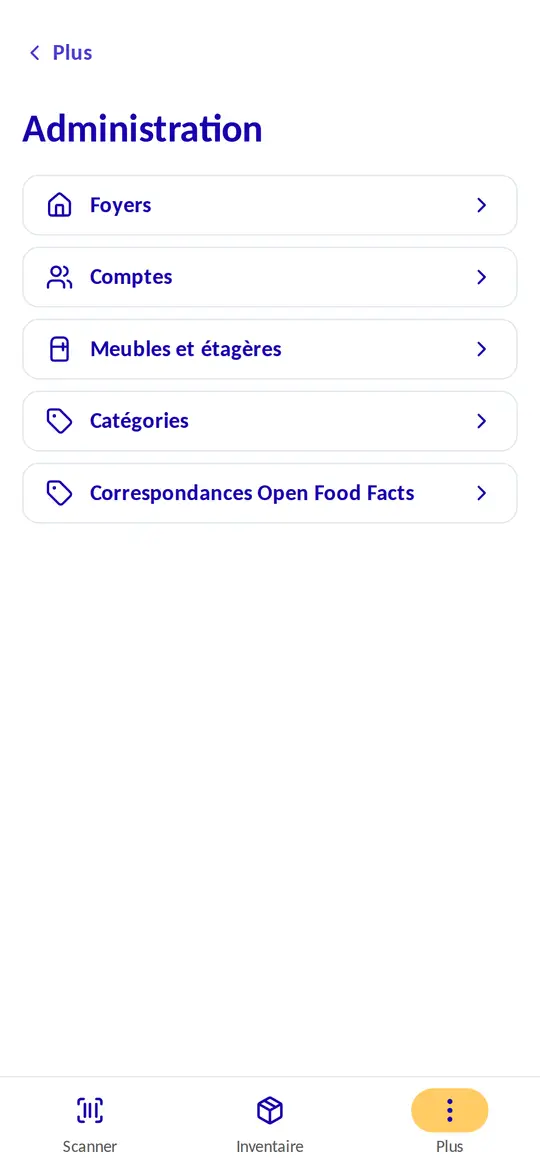 Plus
Administration
Foyers
Comptes
Meubles et étagères
Catégories
Correspondances Open Food Facts
Scanner
Inventaire
Plus